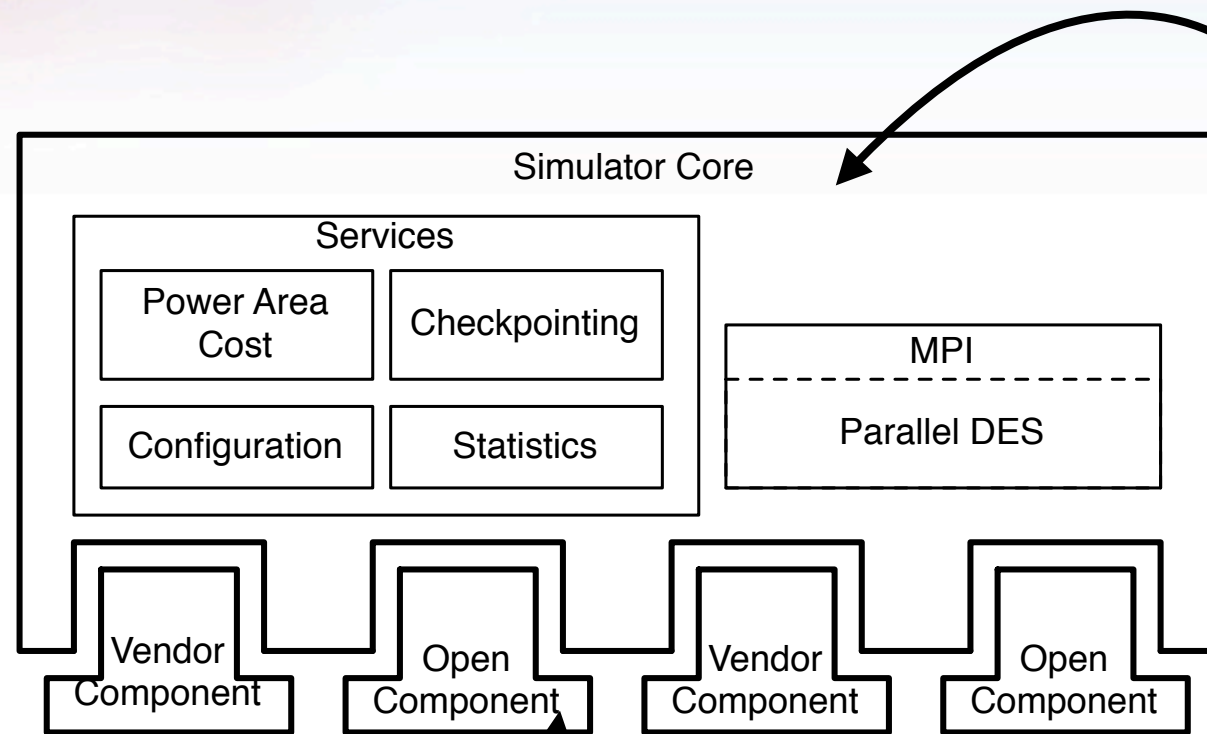 Simulator Core
Services
Power Area
Cost
Checkpointing
MPI
Configuration
Statistics
Parallel DES
Vendor
Component
Open
Component
Vendor
Component
Open
Component